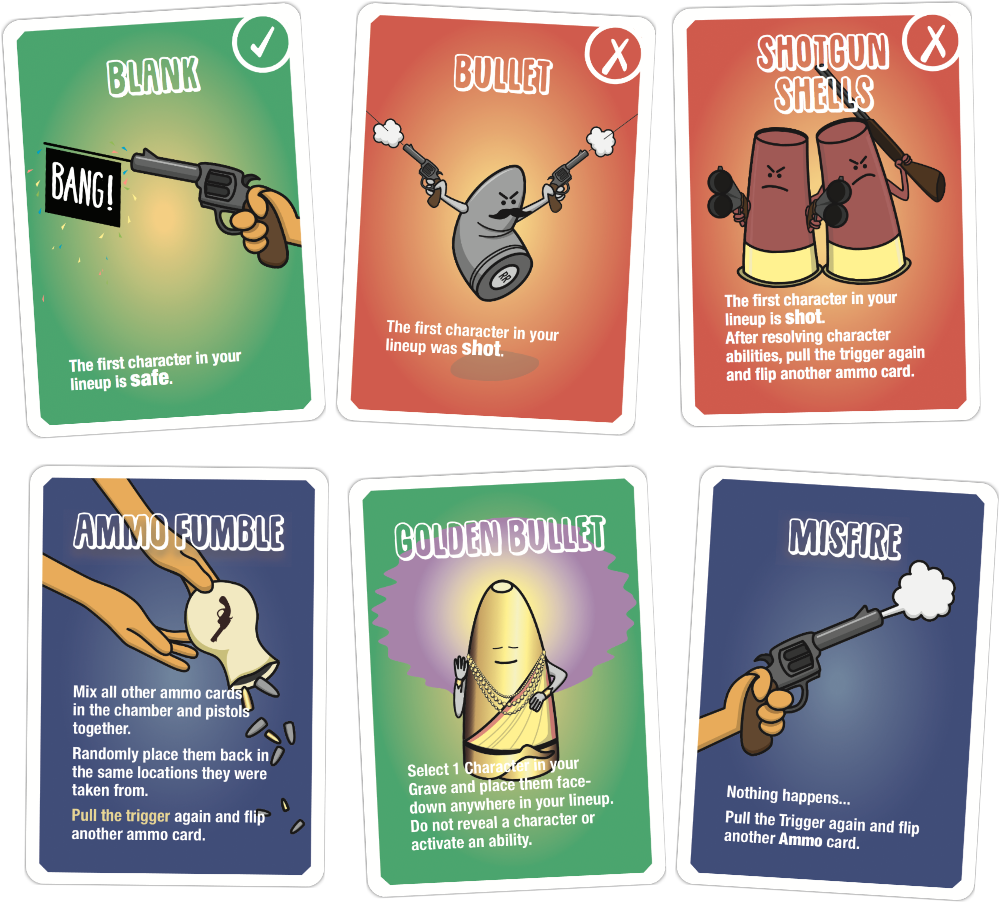 BLANK
BANG!
The first character in your
lineup is safe.
BULLET
RR
The first character in your
lineup was shot.
SHOTGUN
SHELLS
The first character in your
lineup is shot.
After resolving character
abilities, pull the trigger again
and flip another ammo card.
AMMO FUMBLE
Mix all other ammo cards
in the chamber and pistols
together.
Randomly place them back in
the same locations they were
taken from.
Pull the trigger again and flip
another ammo card.
GOLDEN BULLET
Select 1 Character in your
Grave and place them face-
down anywhere in your lineup.
Do not reveal a character or
activate an ability.
MISFIRE
Nothing happens...
Pull the Trigger again and flip
another Ammo card.